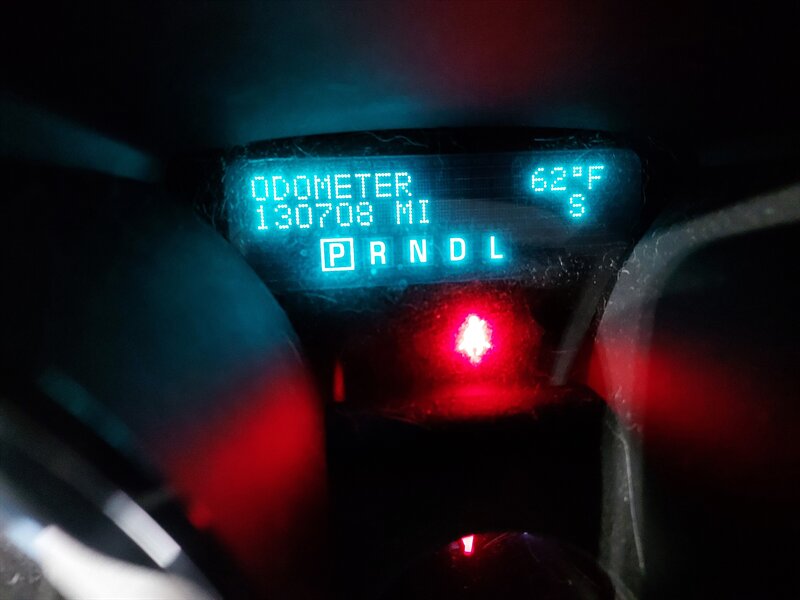 ODOMETER 62°F
130708 MI S
P R N D L